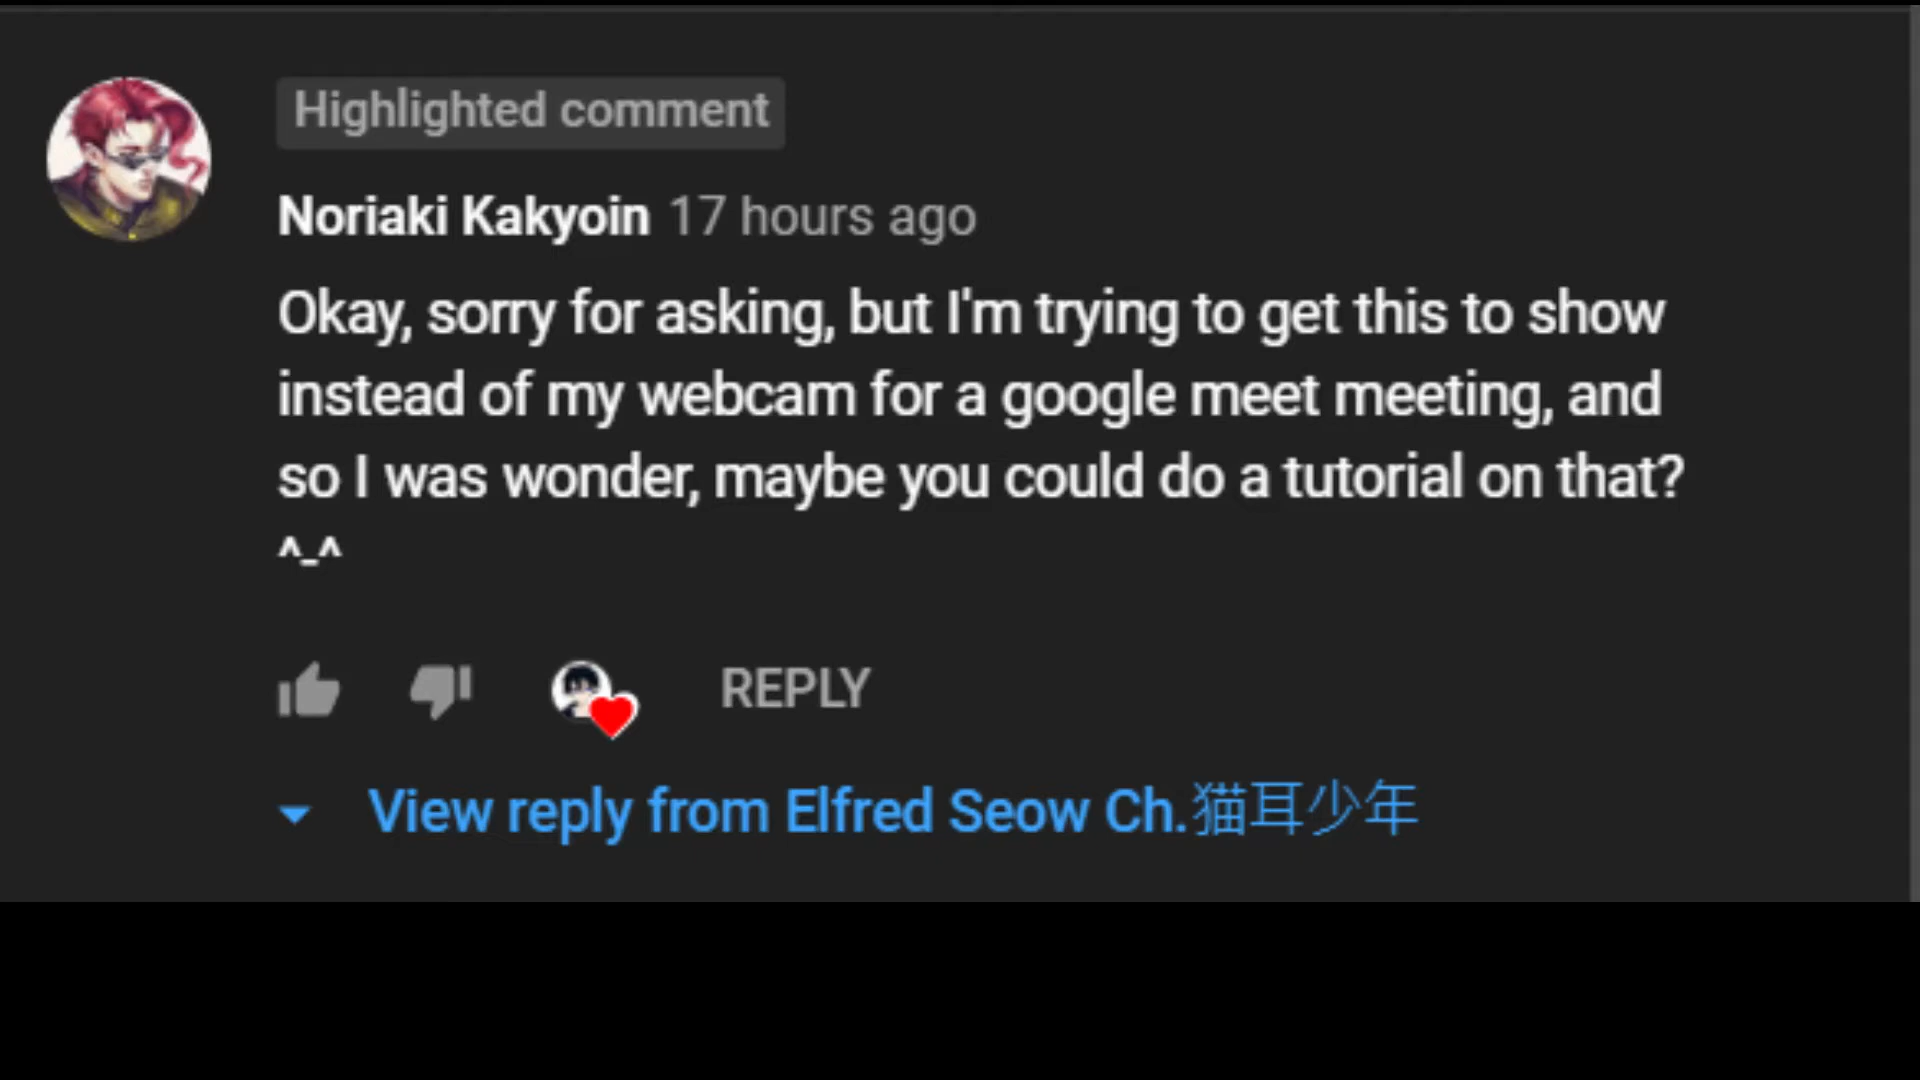 Highlighted comment
Noriaki Kakyoin 17 hours ago
Okay, sorry for asking, but I'm trying to get this to show
instead of my webcam for a google meet meeting, and
so I was wonder, maybe you could do a tutorial on that?
^-^
REPLY
View reply from Elfred Seow Ch.猫耳少年